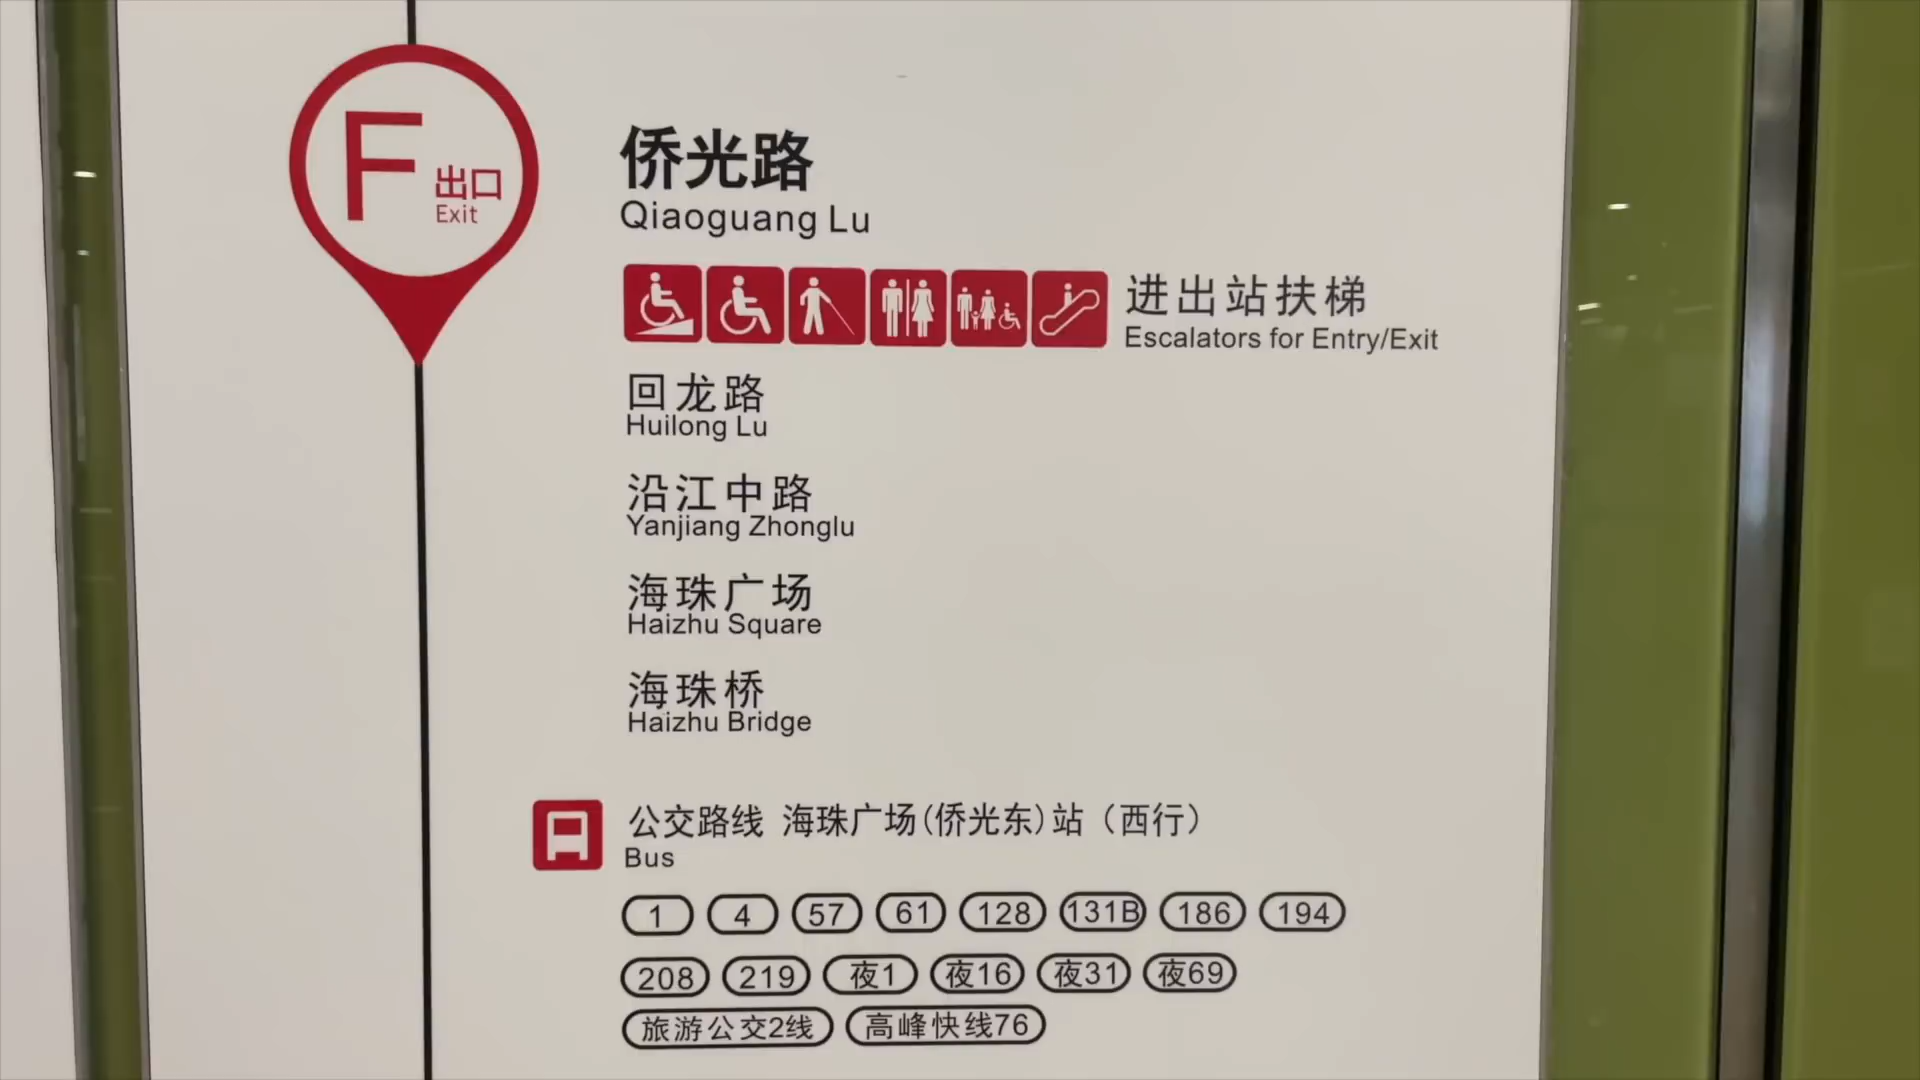 F 出口
Exit
侨光路
Qiaoguang Lu
进出站扶梯
Escalators for Entry/Exit
回龙路
Huilong Lu
沿江中路
Yanjiang Zhonglu
海珠广场
Haizhu Square
海珠桥
Haizhu Bridge
公交路线 海珠广场(侨光东)站（西行）
Bus
1 4 57 61 128 131B 186 194
208 219 夜1 夜16 夜31 夜69
旅游公交2线 高峰快线76